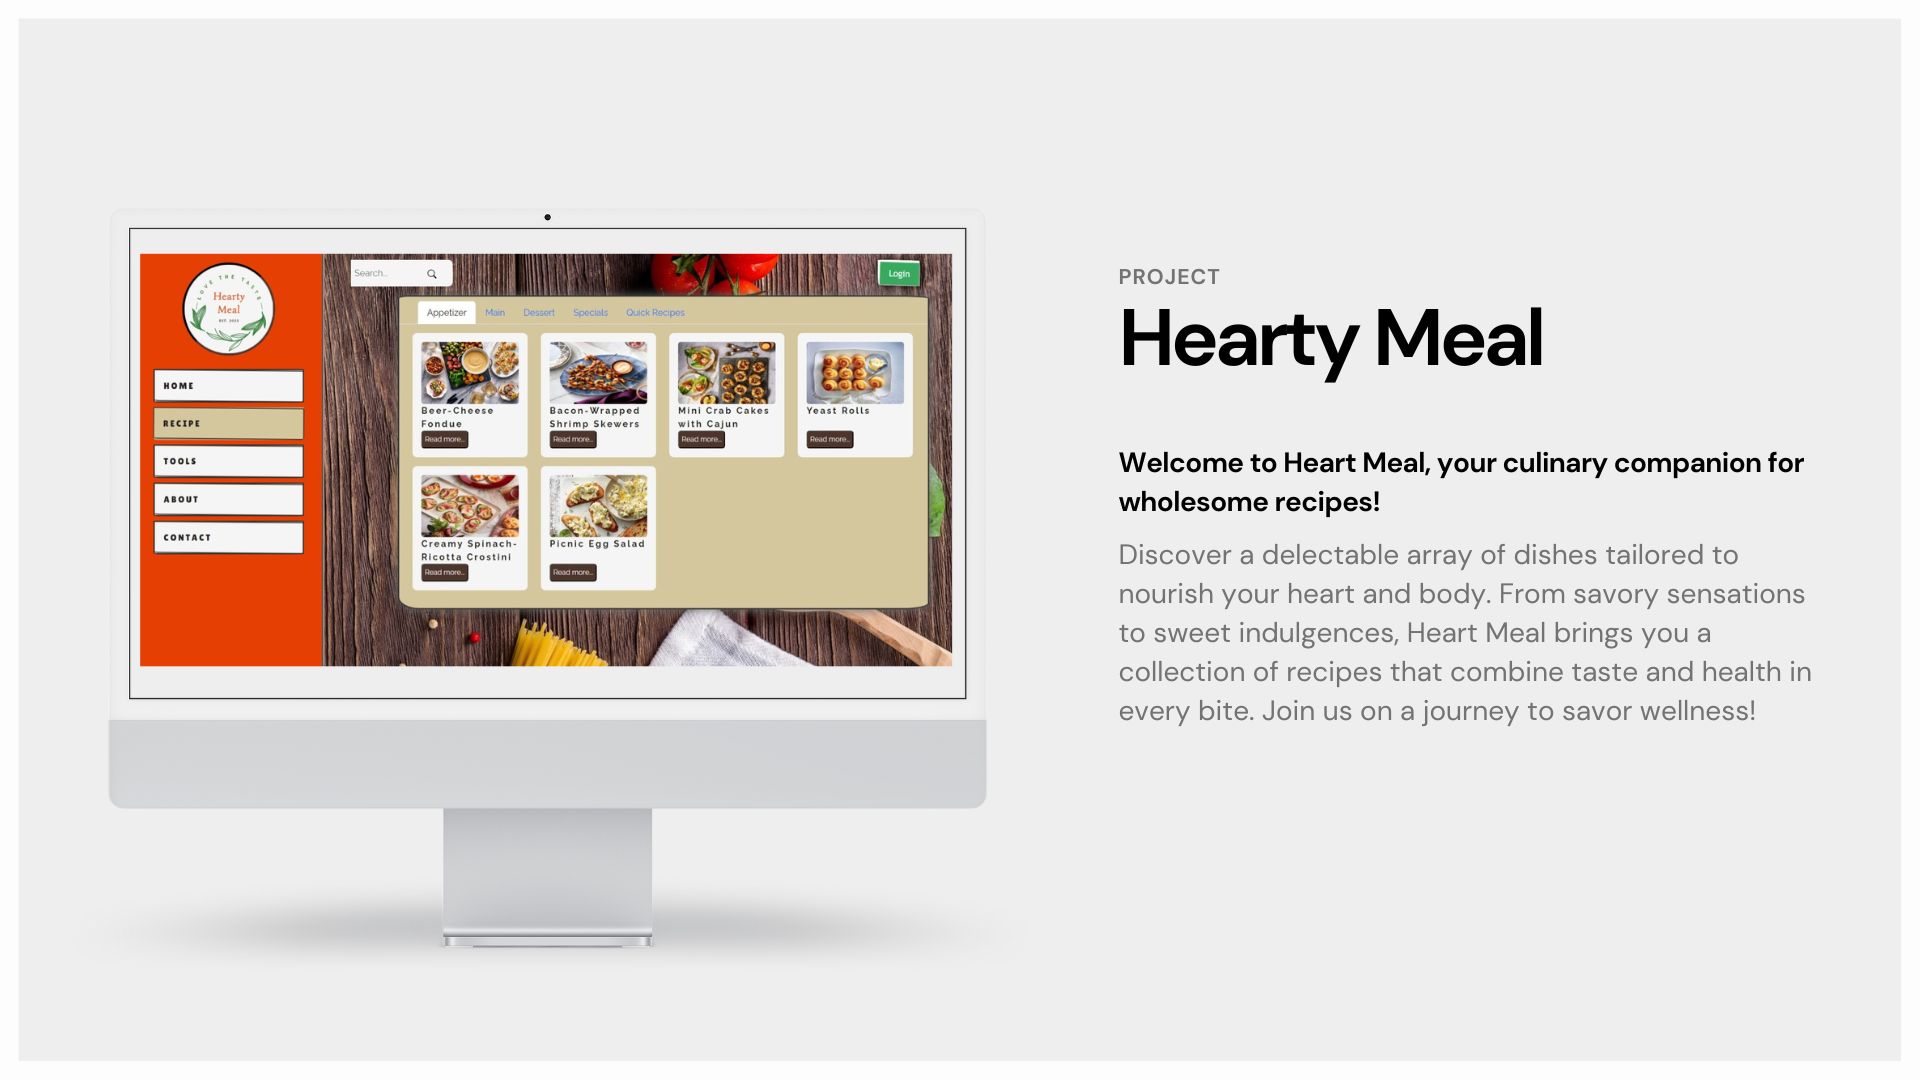 LOVE THE TASTE
Hearty
Meal
EST. 2023
HOME
RECIPE
TOOLS
ABOUT
CONTACT
Search...
Login
Appetizer Main Dessert Specials Quick Recipes
Beer-Cheese
Fondue
Read more...
Bacon-Wrapped
Shrimp Skewers
Read more...
Mini Crab Cakes
with Cajun
Read more...
Yeast Rolls
Read more...
Creamy Spinach-
Ricotta Crostini
Read more...
Picnic Egg Salad
Read more...
PROJECT
Hearty Meal
Welcome to Heart Meal, your culinary companion for
wholesome recipes!
Discover a delectable array of dishes tailored to
nourish your heart and body. From savory sensations
to sweet indulgences, Heart Meal brings you a
collection of recipes that combine taste and health in
every bite. Join us on a journey to savor wellness!